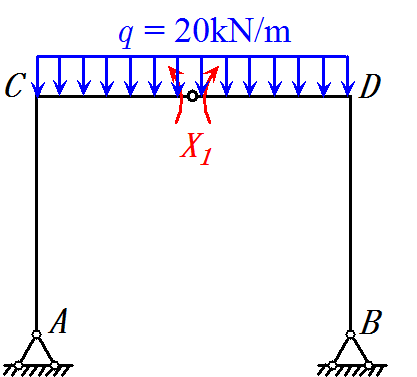 q = 20kN/m
C D
X₁
A B